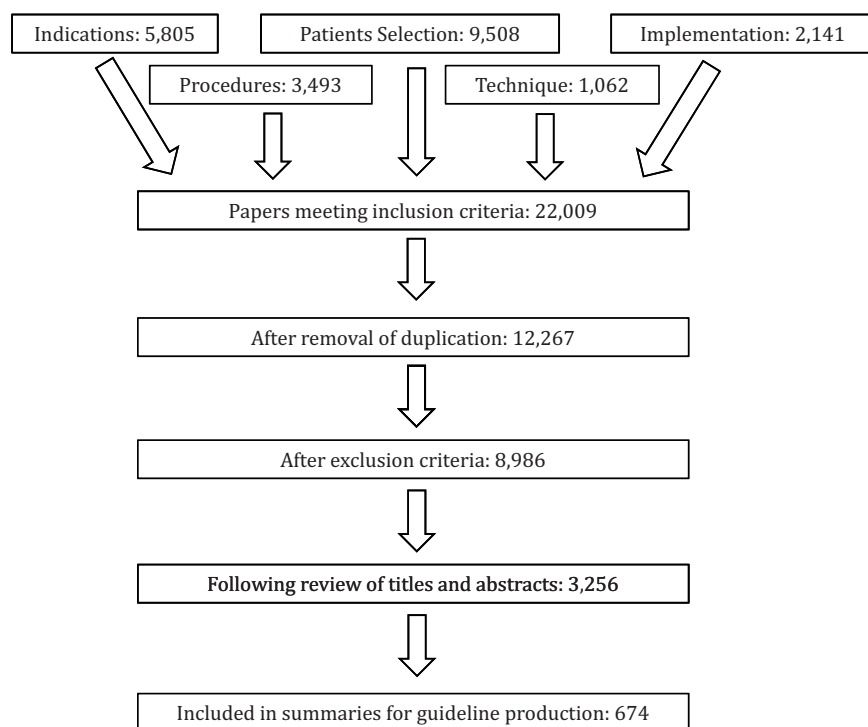 Indications: 5,805
Patients Selection: 9,508
Implementation: 2,141
Procedures: 3,493
Technique: 1,062
Papers meeting inclusion criteria: 22,009
After removal of duplication: 12,267
After exclusion criteria: 8,986
Following review of titles and abstracts: 3,256
Included in summaries for guideline production: 674